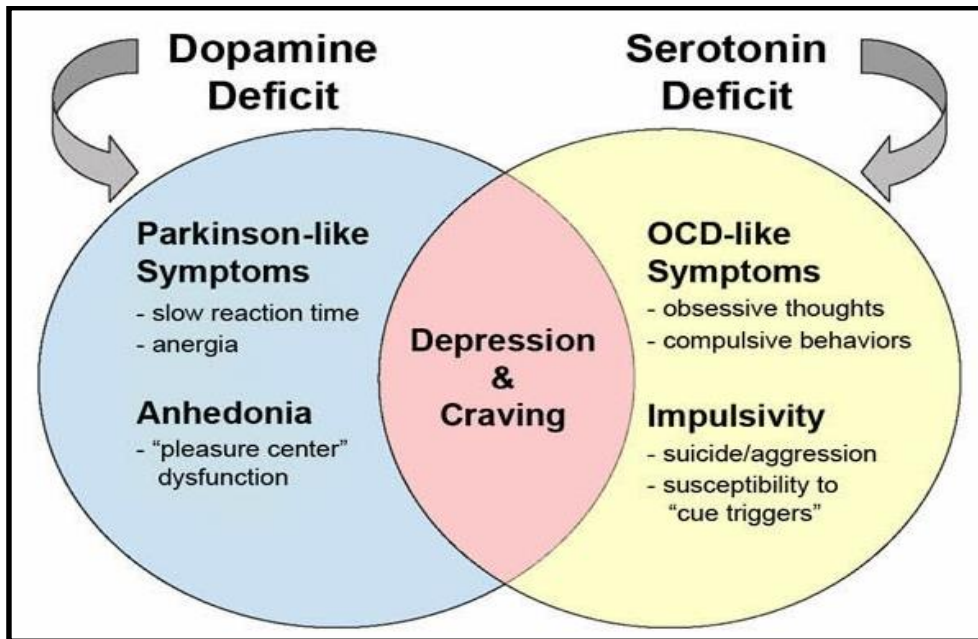 Dopamine
Deficit
Serotonin
Deficit
Parkinson-like
Symptoms
- slow reaction time
- anergia
Anhedonia
- “pleasure center”
dysfunction
Depression
&
Craving
OCD-like
Symptoms
- obsessive thoughts
- compulsive behaviors
Impulsivity
- suicide/aggression
- susceptibility to
“cue triggers”